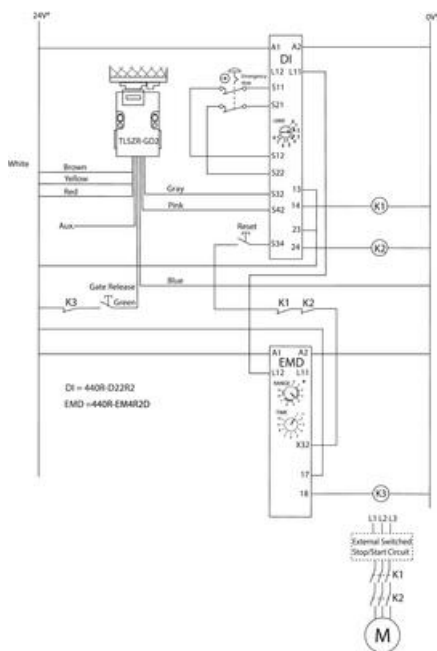 24V*
0V*
A1 A2
DI
L12 L11
S11
S21
Emergency
TLSZR-GD2
S12
S22
White
Brown
Yellow
Red
Gray
S32
13
Pink
S42
14
K1
Aux.
23
Reset
S34
24
K2
Blue
Gate Release
K3
Green
K1 K2
A1 A2
EMD
L12 L11
RANGE
DI = 440R-D22R2
EMD =440R-EM4R2D
TIME
X32
17
18
K3
L1 L2 L3
External Switched
Stop/Start Circuit
K1
K2
M